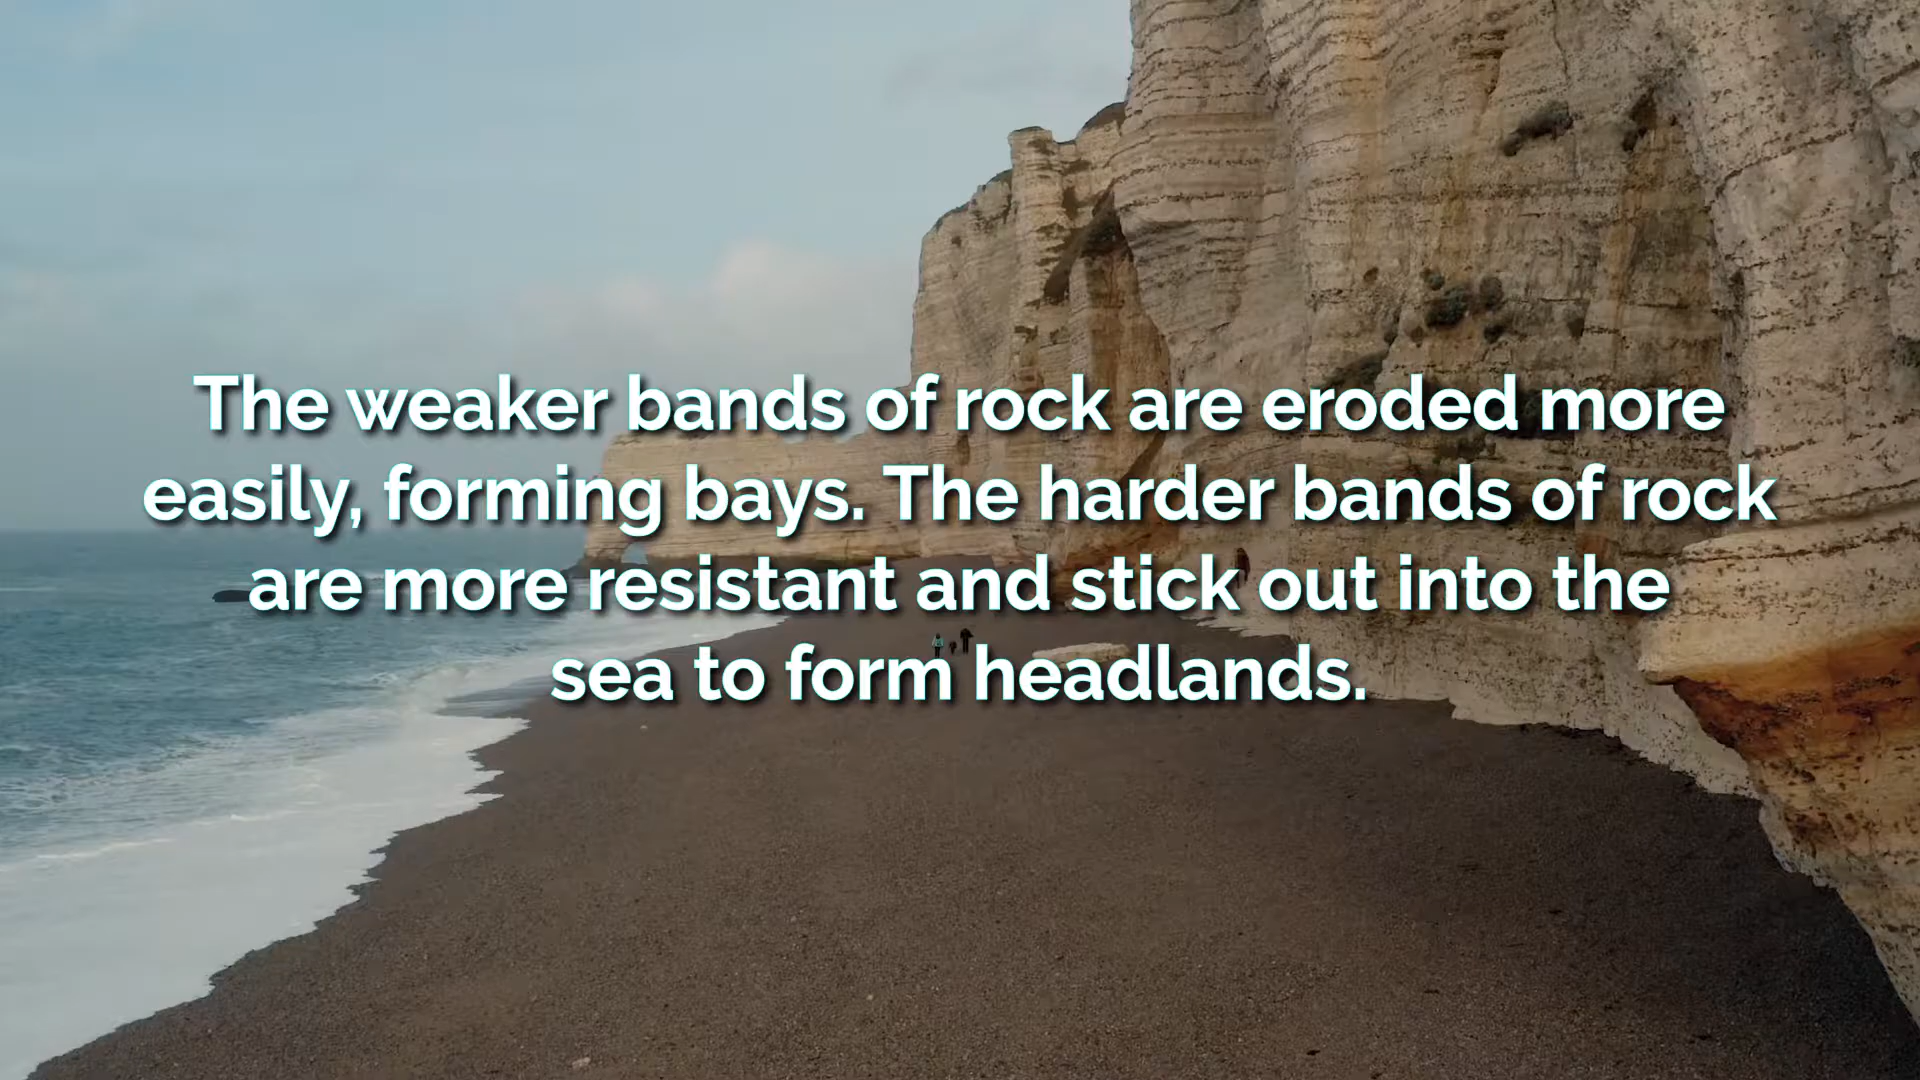 The weaker bands of rock are eroded more
easily, forming bays. The harder bands of rock
are more resistant and stick out into the
sea to form headlands.